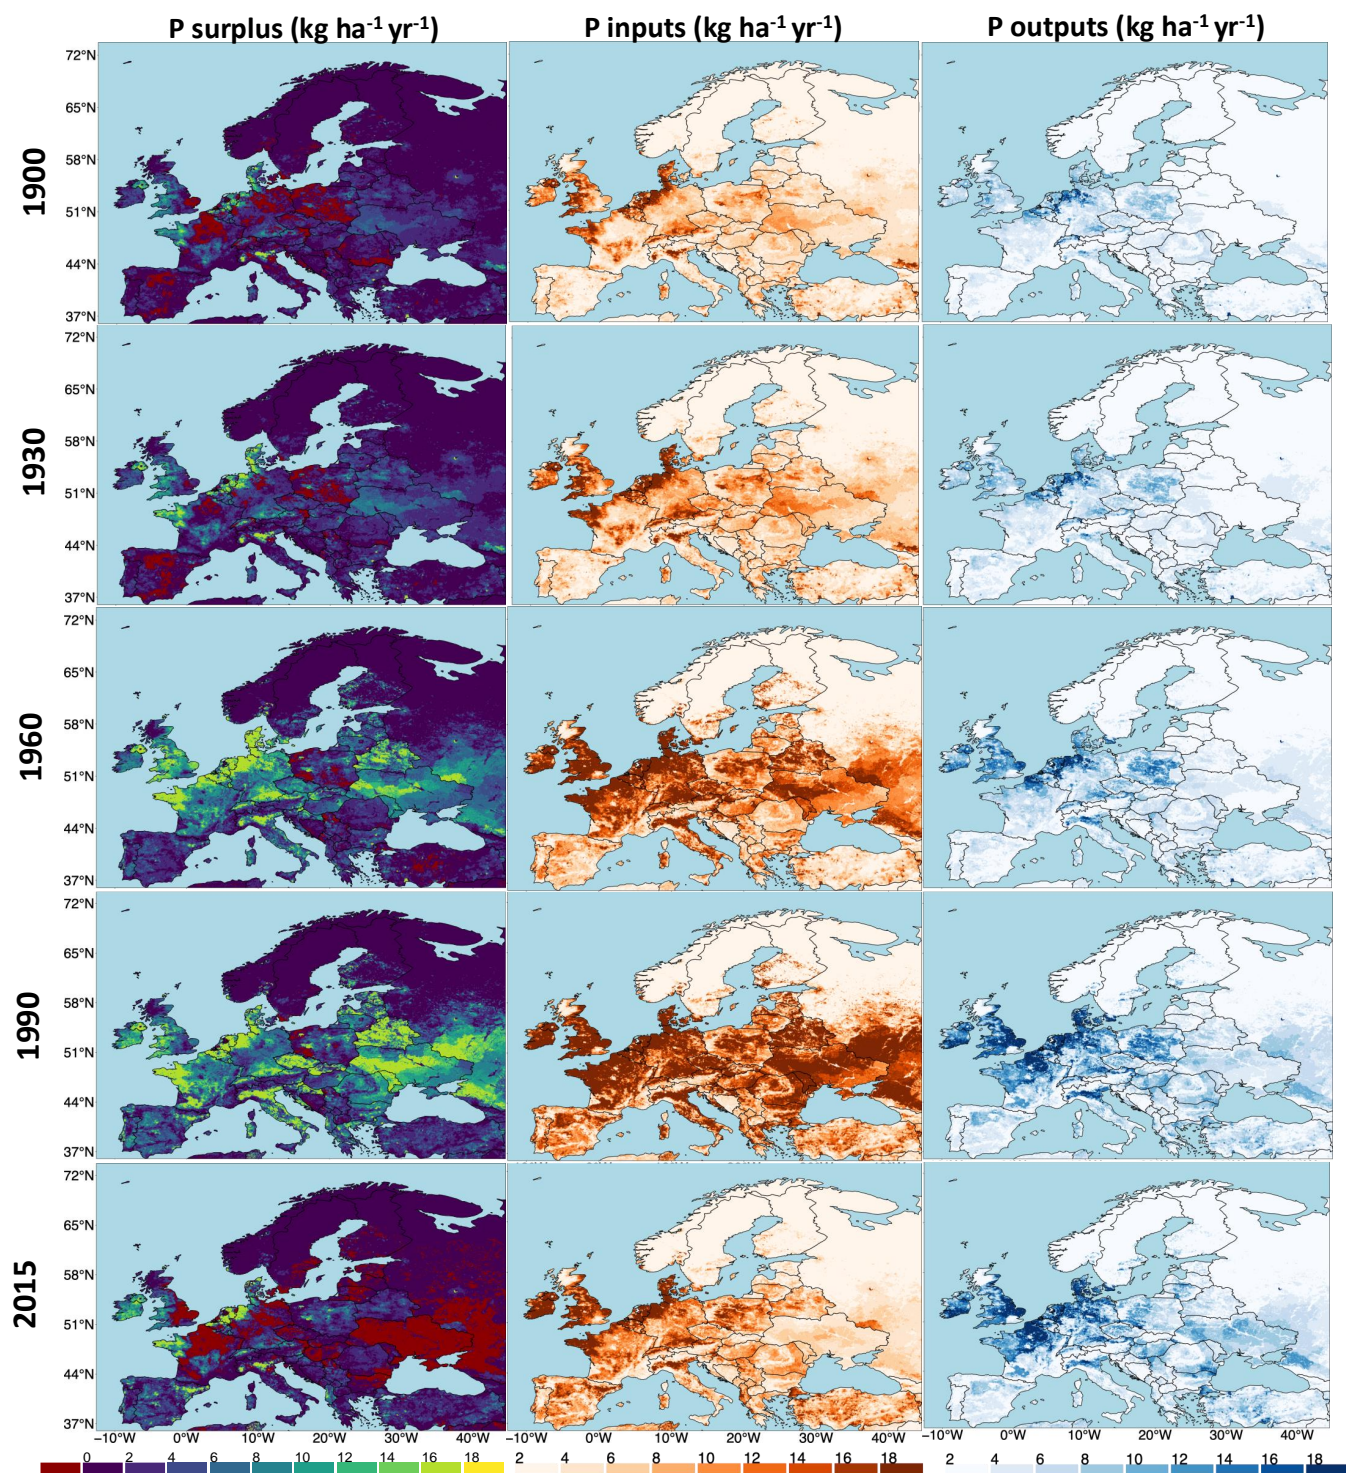 P surplus (kg ha⁻¹ yr⁻¹) P inputs (kg ha⁻¹ yr⁻¹) P outputs (kg ha⁻¹ yr⁻¹)
1900
72°N
65°N
58°N
51°N
44°N
37°N
1930
72°N
65°N
58°N
51°N
44°N
37°N
1960
72°N
65°N
58°N
51°N
44°N
37°N
1990
72°N
65°N
58°N
51°N
44°N
37°N
2015
72°N
65°N
58°N
51°N
44°N
37°N
−10°W 0°W 10°W 20°W 30°W 40°W −10°W 0°W 10°W 20°W 30°W 40°W −10°W 0°W 10°W 20°W 30°W 40°W
0 2 4 6 8 10 12 14 16 18 2 4 6 8 10 12 14 16 18 2 4 6 8 10 12 14 16 18